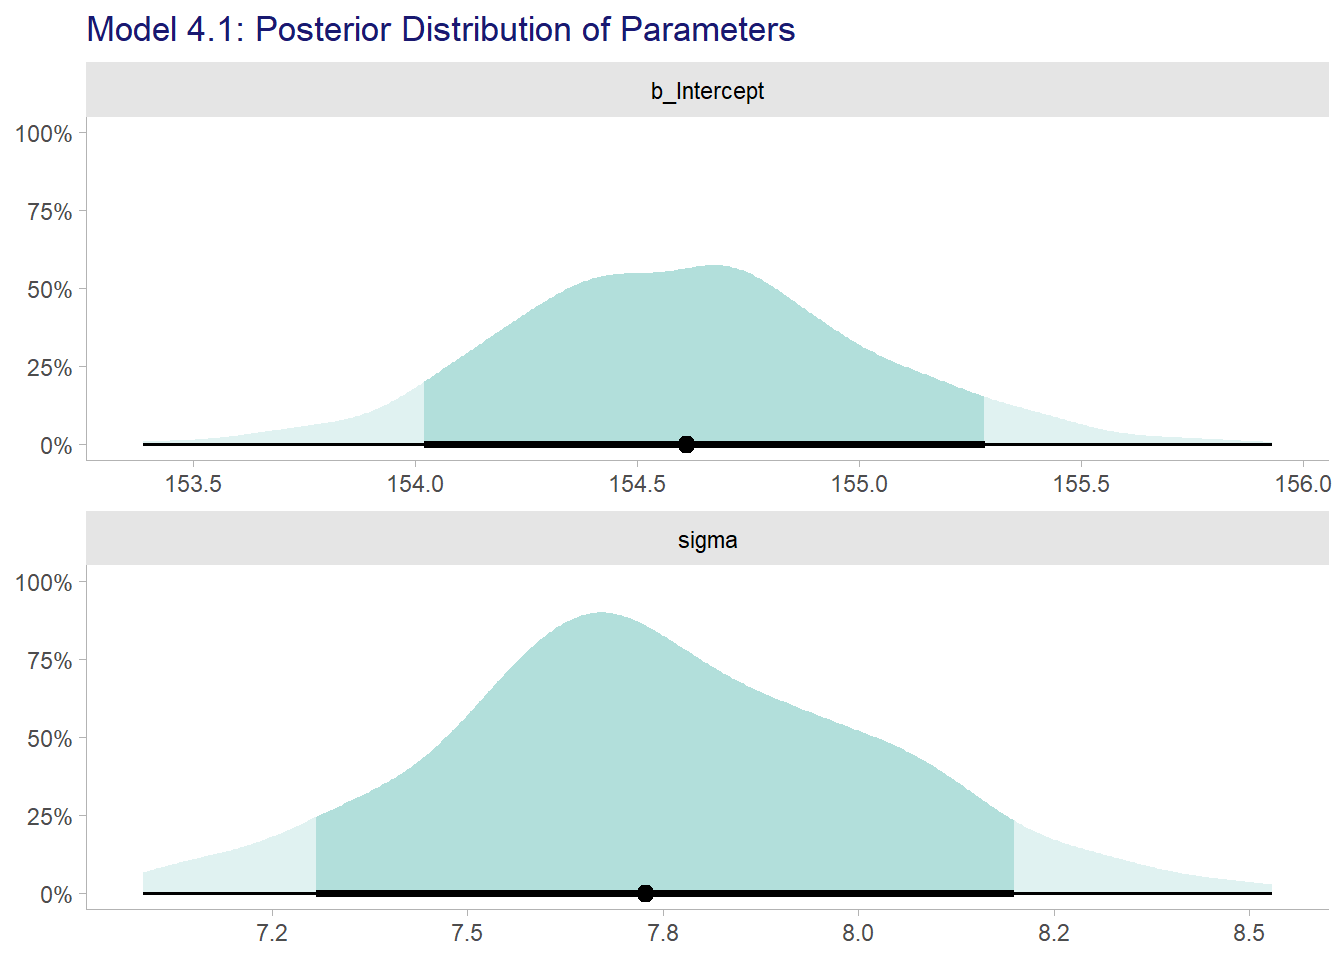 Model 4.1: Posterior Distribution of Parameters
b_Intercept
100%
75%
50%
25%
0%
153.5 154.0 154.5 155.0 155.5 156.0
sigma
100%
75%
50%
25%
0%
7.2 7.5 7.8 8.0 8.2 8.5